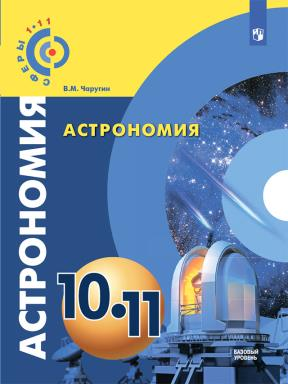 СФЕРЫ 1·11
В.М. Чаругин
АСТРОНОМИЯ
АСТРОНОМИЯ
10·11
БАЗОВЫЙ
УРОВЕНЬ